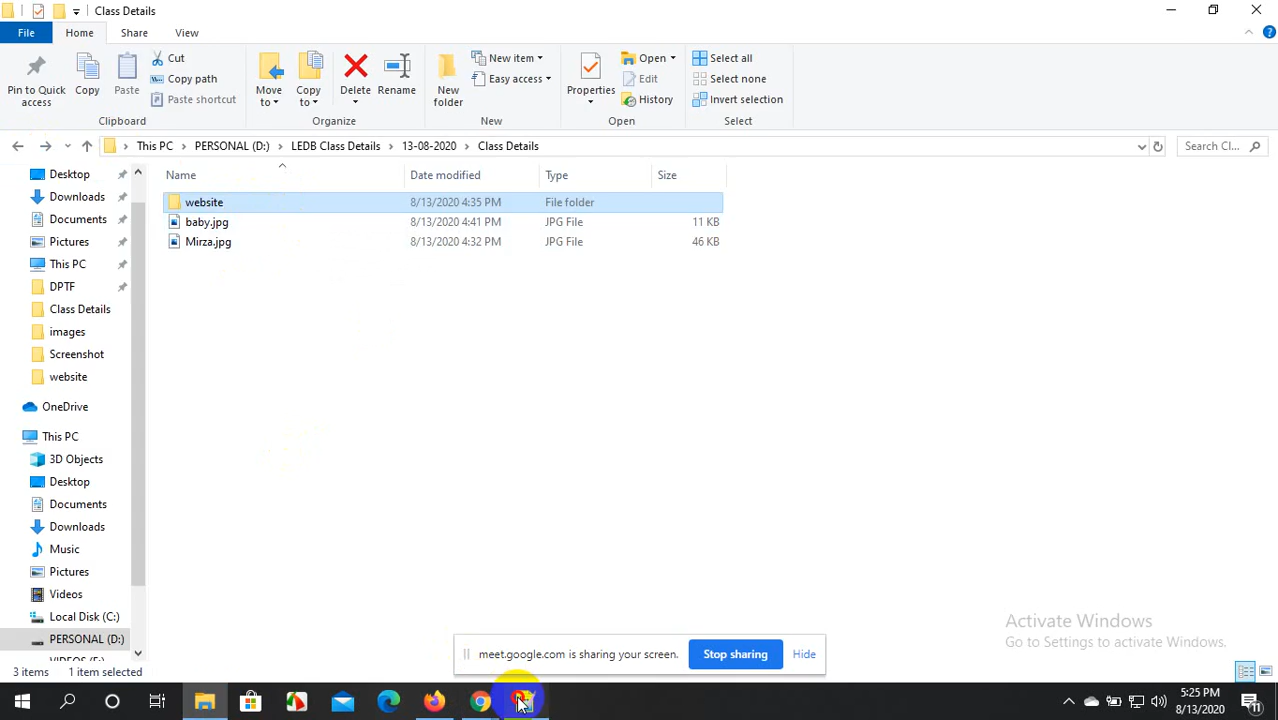 Class Details
File Home Share View
Pin to Quick access
Copy
Paste
Cut
Copy path
Paste shortcut
Clipboard
Move to
Copy to
Delete
Rename
Organize
New folder
New item
Easy access
New
Properties
Open
Edit
History
Open
Select all
Select none
Invert selection
Select
This PC PERSONAL (D:) LEDB Class Details 13-08-2020 Class Details
Search Cl...
Name Date modified Type Size
website 8/13/2020 4:35 PM File folder
baby.jpg 8/13/2020 4:41 PM JPG File 11 KB
Mirza.jpg 8/13/2020 4:32 PM JPG File 46 KB
Desktop
Downloads
Documents
Pictures
This PC
DPTF
Class Details
images
Screenshot
website
OneDrive
This PC
3D Objects
Desktop
Documents
Downloads
Music
Pictures
Videos
Local Disk (C:)
PERSONAL (D:)
Activate Windows
Go to Settings to activate Windows.
meet.google.com is sharing your screen. Stop sharing Hide
3 items 1 item selected
5:25 PM
8/13/2020
11